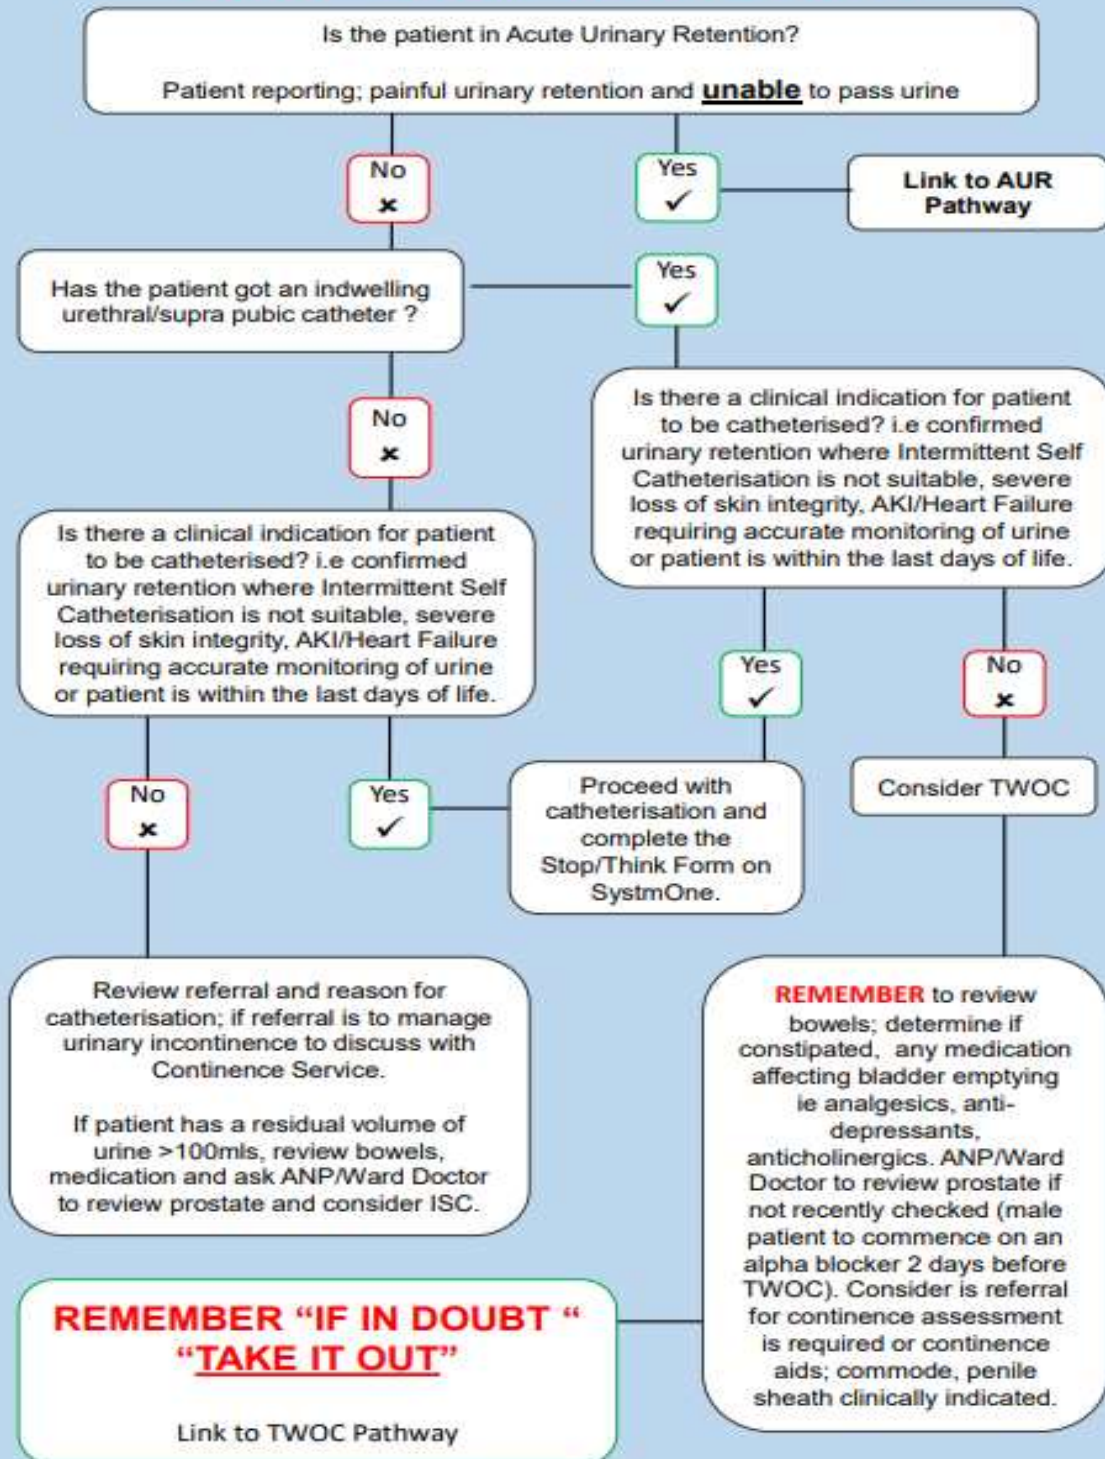 Is the patient in Acute Urinary Retention?
Patient reporting; painful urinary retention and unable to pass urine
No
×
Yes
✓
Link to AUR
Pathway
Has the patient got an indwelling
urethral/supra pubic catheter ?
Yes
✓
No
×
Is there a clinical indication for patient
to be catheterised? i.e confirmed
urinary retention where Intermittent Self
Catheterisation is not suitable, severe
loss of skin integrity, AKI/Heart Failure
requiring accurate monitoring of urine
or patient is within the last days of life.
Is there a clinical indication for patient
to be catheterised? i.e confirmed
urinary retention where Intermittent Self
Catheterisation is not suitable, severe
loss of skin integrity, AKI/Heart Failure
requiring accurate monitoring of urine
or patient is within the last days of life.
Yes
✓
No
×
No
×
Yes
✓
Proceed with
catheterisation and
complete the
Stop/Think Form on
SystmOne.
Consider TWOC
Review referral and reason for
catheterisation; if referral is to manage
urinary incontinence to discuss with
Continence Service.
If patient has a residual volume of
urine >100mls, review bowels,
medication and ask ANP/Ward Doctor
to review prostate and consider ISC.
REMEMBER to review
bowels; determine if
constipated, any medication
affecting bladder emptying
ie analgesics, anti-
depressants,
anticholinergics. ANP/Ward
Doctor to review prostate if
not recently checked (male
patient to commence on an
alpha blocker 2 days before
TWOC). Consider is referral
for continence assessment
is required or continence
aids; commode, penile
sheath clinically indicated.
REMEMBER “IF IN DOUBT “
“TAKE IT OUT”
Link to TWOC Pathway